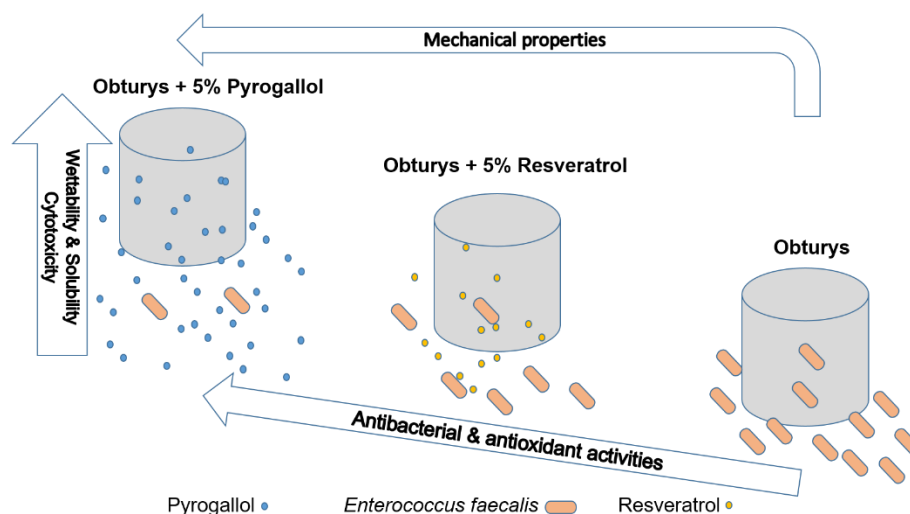 Mechanical properties
Obturys + 5% Pyrogallol
Wettability & Solubility
Cytotoxicity
Obturys + 5% Resveratrol
Obturys
Antibacterial & antioxidant activities
Pyrogallol
Enterococcus faecalis
Resveratrol